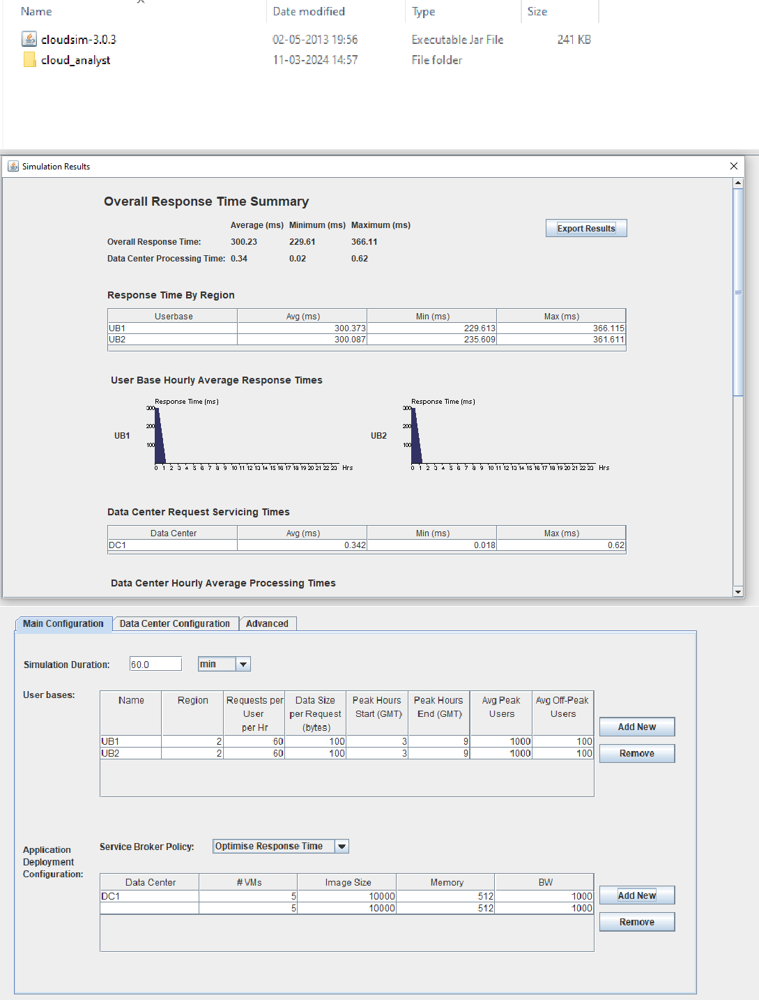 Name Date modified Type Size
cloudsim-3.0.3 02-05-2013 19:56 Executable Jar File 241 KB
cloud_analyst 11-03-2024 14:57 File folder
Simulation Results
Overall Response Time Summary
Average (ms) Minimum (ms) Maximum (ms)
Export Results
Overall Response Time: 300.23 229.61 366.11
Data Center Processing Time: 0.34 0.02 0.62
Response Time By Region
Userbase Avg (ms) Min (ms) Max (ms)
UB1 300.373 229.613 366.115
UB2 300.087 235.609 361.611
User Base Hourly Average Response Times
Response Time (ms) Response Time (ms)
300 300
200 200
UB1 UB2
100 100
0 1 2 3 4 5 6 7 8 9 10 11 12 13 14 15 16 17 18 19 20 21 22 23 Hrs 0 1 2 3 4 5 6 7 8 9 10 11 12 13 14 15 16 17 18 19 20 21 22 23 Hrs
Data Center Request Servicing Times
Data Center Avg (ms) Min (ms) Max (ms)
DC1 0.342 0.018 0.62
Data Center Hourly Average Processing Times
Main Configuration Data Center Configuration Advanced
Simulation Duration: 60.0 min
User bases:
Name Region Requests per User per Hr Data Size per Request (bytes) Peak Hours Start (GMT) Peak Hours End (GMT) Avg Peak Users Avg Off-Peak Users
UB1 2 60 100 3 9 1000 100
UB2 2 60 100 3 9 1000 100
Add New
Remove
Application Deployment Configuration:
Service Broker Policy: Optimise Response Time
Data Center # VMs Image Size Memory BW
DC1 5 10000 512 1000
5 10000 512 1000
Add New
Remove